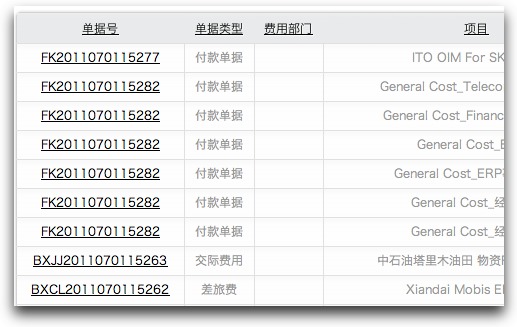 单据号 单据类型 费用部门 项目
FK2011070115277 付款单据 ITO OIM For SK
FK2011070115282 付款单据 General Cost_Teleco
FK2011070115282 付款单据 General Cost_Financ
FK2011070115282 付款单据 General Cost_E
FK2011070115282 付款单据 General Cost_ERP
FK2011070115282 付款单据 General Cost_经
FK2011070115282 付款单据 General Cost_经
BXJJ2011070115263 交际费用 中石油塔里木油田 物资
BXCL2011070115262 差旅费 Xiandai Mobis E